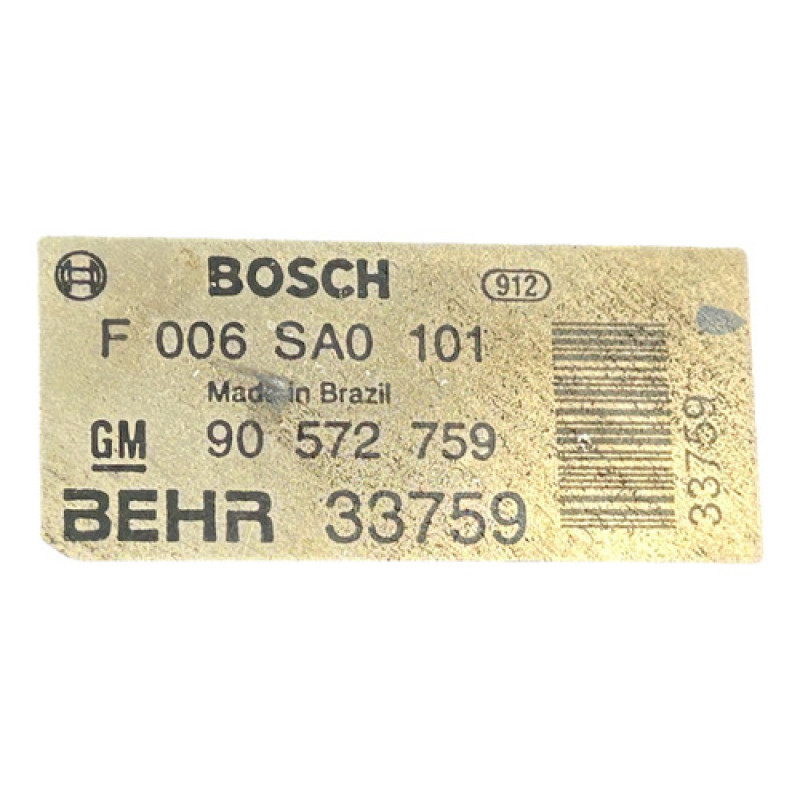 BOSCH 912
F 006 SA0 101
Made in Brazil
GM 90 572 759
BEHR 33759
33759